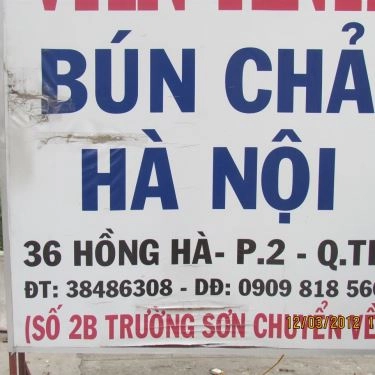 BÚN CHẢ
HÀ NỘI
36 HỒNG HÀ- P.2 - Q.T
ĐT: 38486308 - DĐ: 0909 818 56
(SỐ 2B TRƯỜNG SƠN CHUYỂN VỀ
12/03/2012 1